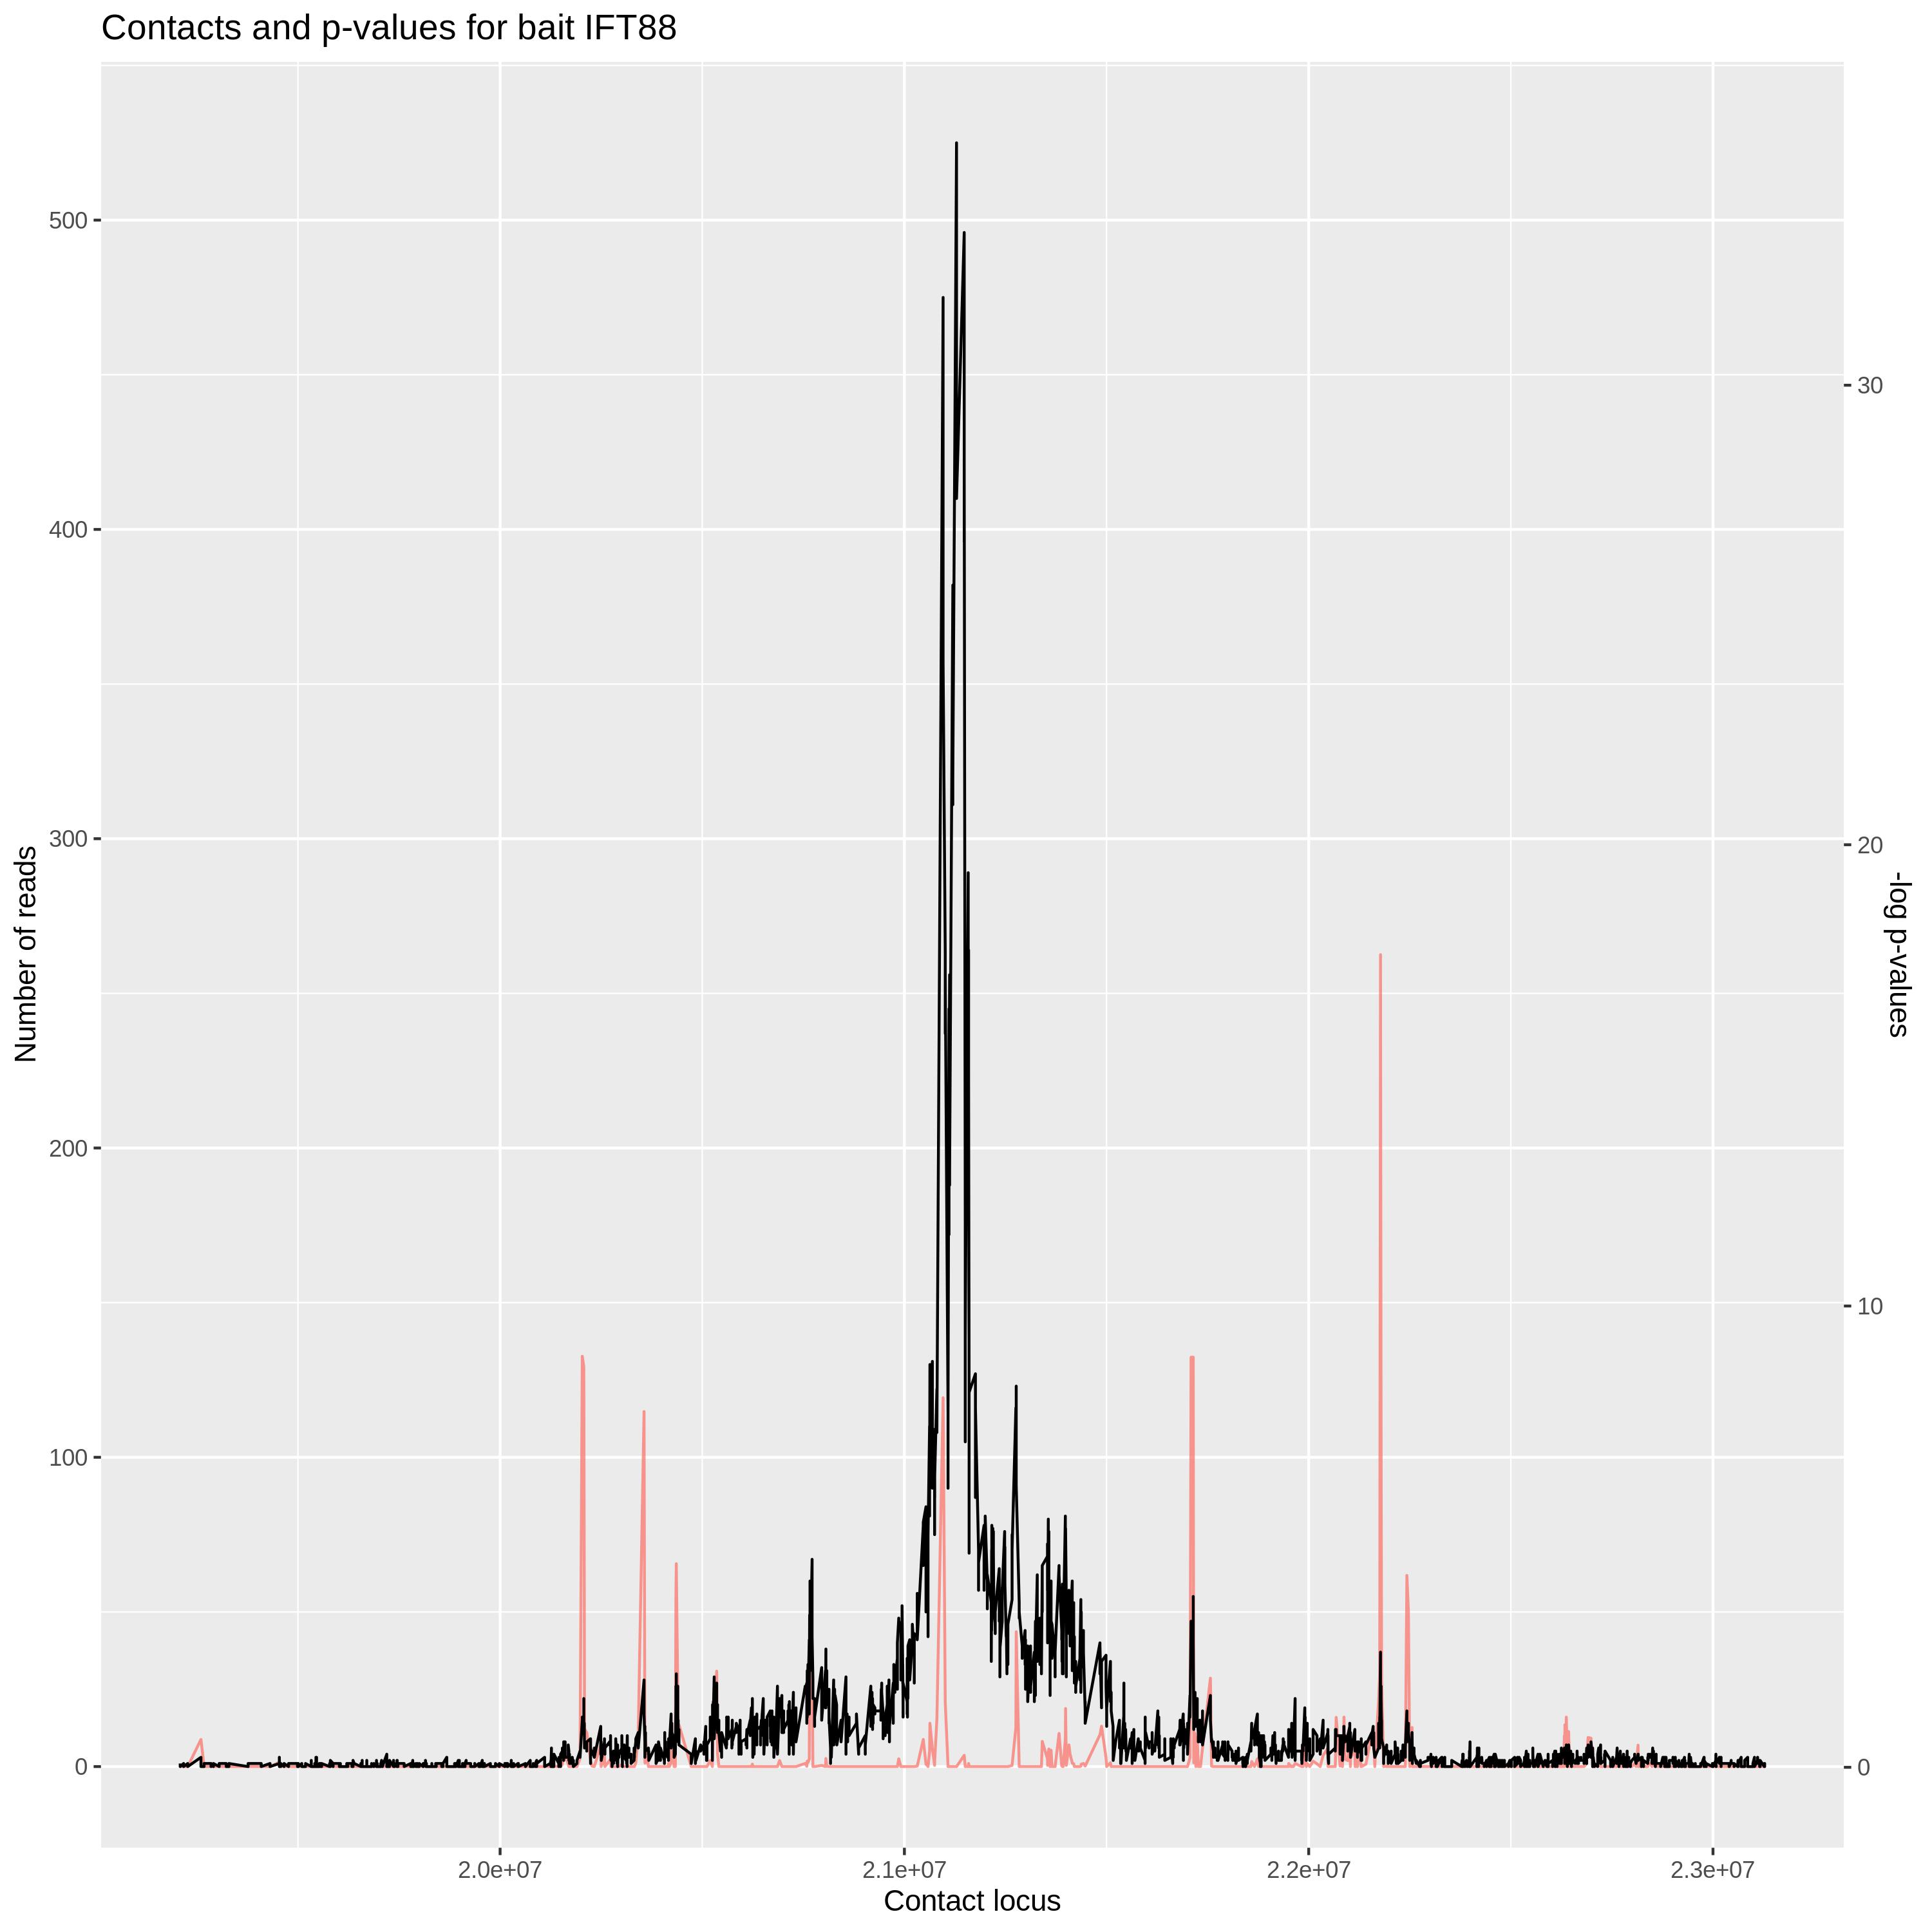 Contacts and p-values for bait IFT88
500
400
300
200
100
0
Number of reads
30
20
10
0
-log p-values
2.0e+07
2.1e+07
2.2e+07
2.3e+07
Contact locus